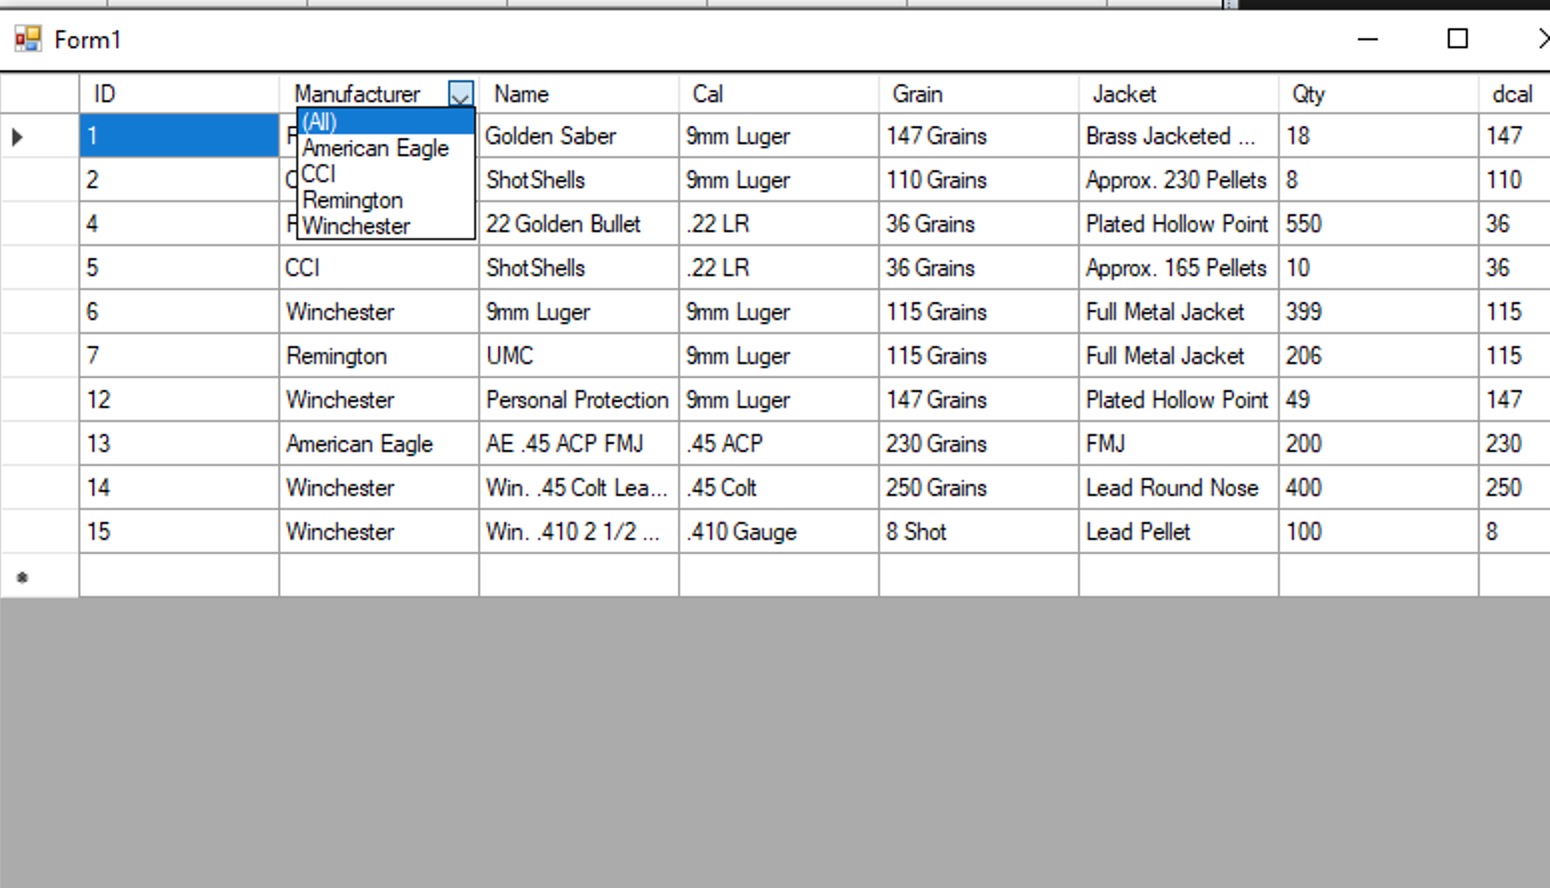 Form1
ID Manufacturer Name Cal Grain Jacket Qty dcal
(All)
American Eagle
CCI
Remington
Winchester
1 Golden Saber 9mm Luger 147 Grains Brass Jacketed ... 18 147
2 ShotShells 9mm Luger 110 Grains Approx. 230 Pellets 8 110
4 22 Golden Bullet .22 LR 36 Grains Plated Hollow Point 550 36
5 CCI ShotShells .22 LR 36 Grains Approx. 165 Pellets 10 36
6 Winchester 9mm Luger 9mm Luger 115 Grains Full Metal Jacket 399 115
7 Remington UMC 9mm Luger 115 Grains Full Metal Jacket 206 115
12 Winchester Personal Protection 9mm Luger 147 Grains Plated Hollow Point 49 147
13 American Eagle AE .45 ACP FMJ .45 ACP 230 Grains FMJ 200 230
14 Winchester Win. .45 Colt Lea... .45 Colt 250 Grains Lead Round Nose 400 250
15 Winchester Win. .410 2 1/2 ... .410 Gauge 8 Shot Lead Pellet 100 8